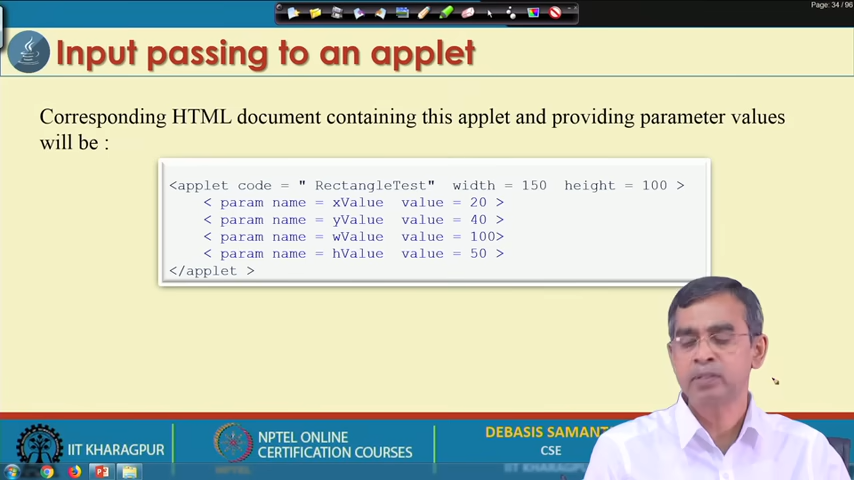 Page: 34 / 96
Input passing to an applet
Corresponding HTML document containing this applet and providing parameter values
will be :
<applet code = " RectangleTest" width = 150 height = 100 >
< param name = xValue value = 20 >
< param name = yValue value = 40 >
< param name = wValue value = 100>
< param name = hValue value = 50 >
</applet >
IIT KHARAGPUR
NPTEL ONLINE
CERTIFICATION COURSES
NPTEL
DEBASIS SAMANT
CSE
IIT KHARAGPUR